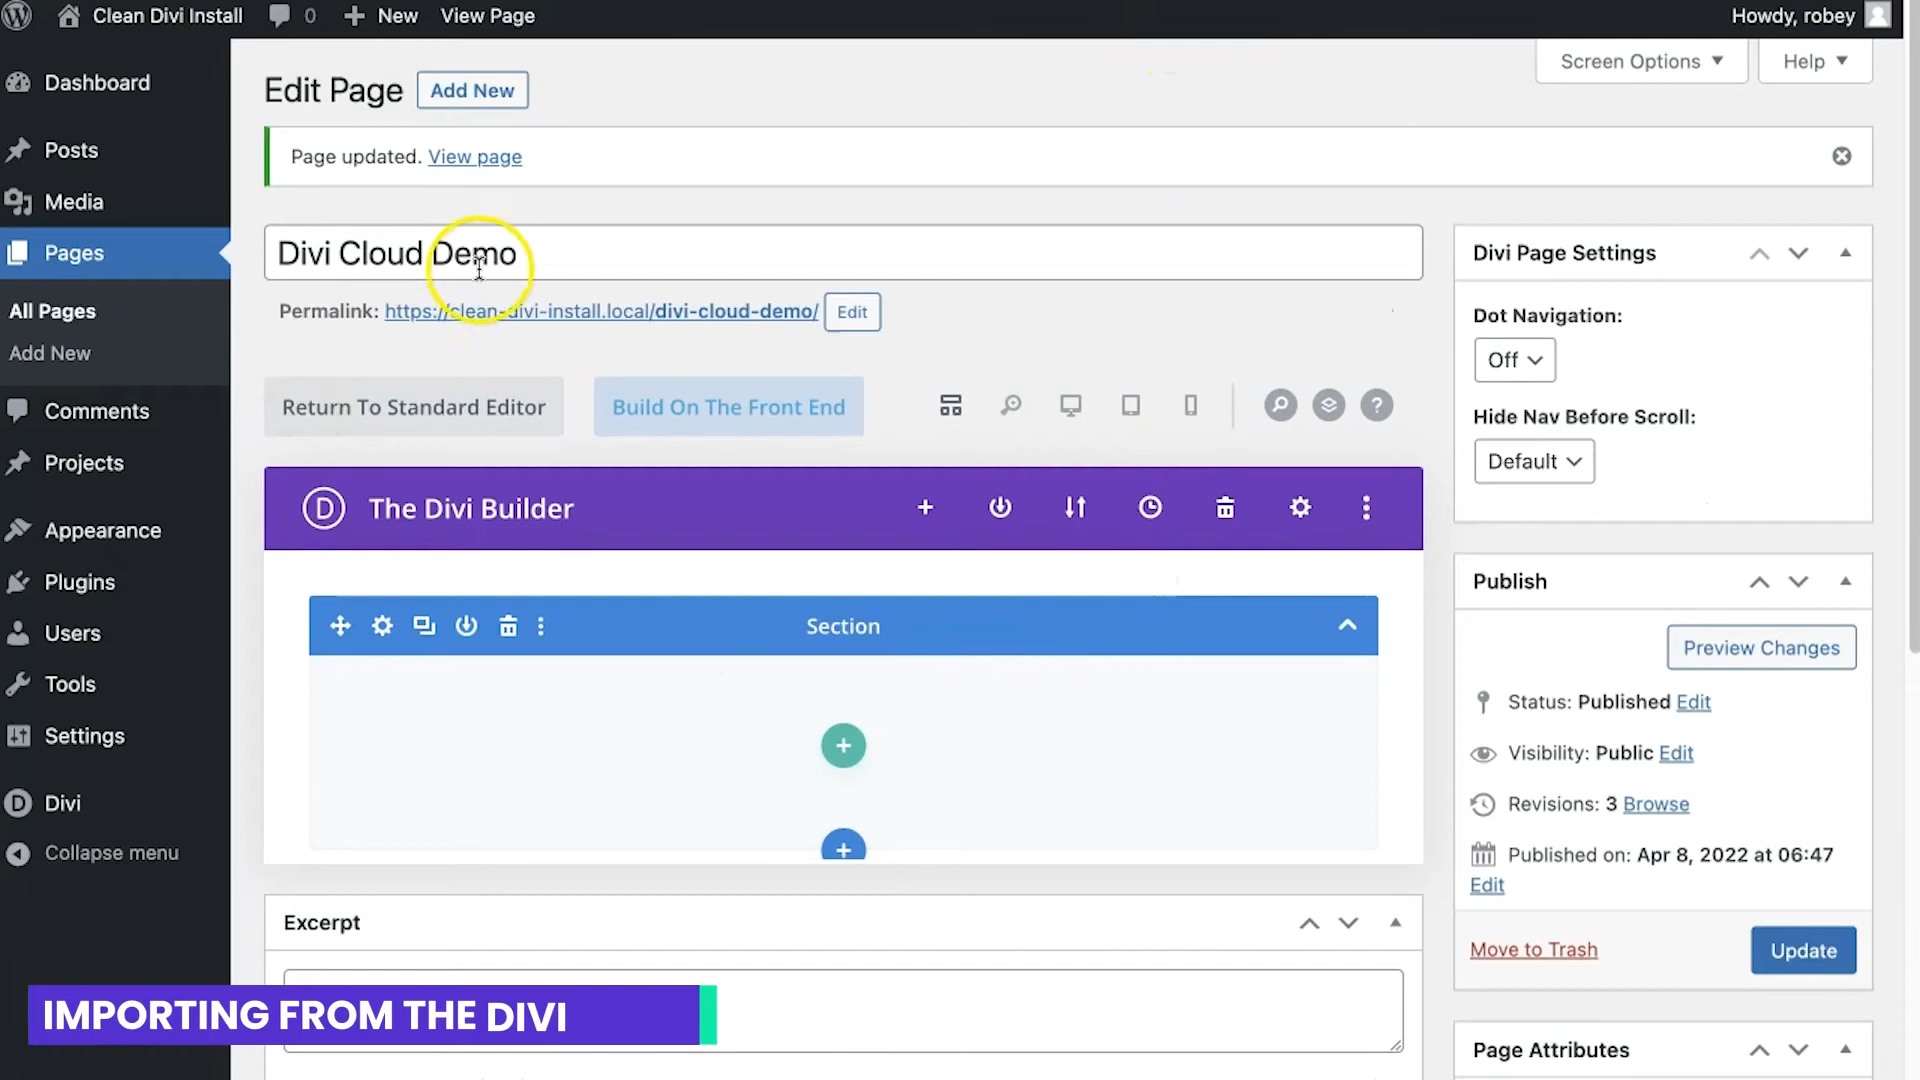 Clean Divi Install
0
New
View Page
Howdy, robey
Dashboard
Posts
Media
Pages
All Pages
Add New
Comments
Projects
Appearance
Plugins
Users
Tools
Settings
Divi
Collapse menu
Screen Options
Help
Edit Page
Add New
Page updated. View page
Divi Cloud Demo
Permalink: https://clean-divi-install.local/divi-cloud-demo/
Edit
Return To Standard Editor
Build On The Front End
The Divi Builder
Section
Excerpt
Divi Page Settings
Dot Navigation:
Off
Hide Nav Before Scroll:
Default
Publish
Preview Changes
Status: Published Edit
Visibility: Public Edit
Revisions: 3 Browse
Published on: Apr 8, 2022 at 06:47
Edit
Move to Trash
Update
Page Attributes
IMPORTING FROM THE DIVI